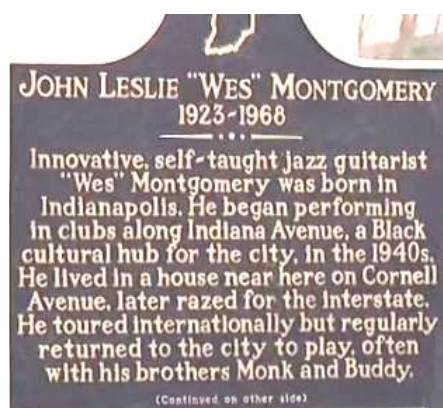 JOHN LESLIE "WES" MONTGOMERY
1923-1968
Innovative, self-taught jazz guitarist
"Wes" Montgomery was born in
Indianapolis. He began performing
in clubs along Indiana Avenue, a Black
cultural hub for the city, in the 1940s.
He lived in a house near here on Cornell
Avenue, later razed for the interstate.
He toured internationally but regularly
returned to the city to play, often
with his brothers Monk and Buddy.
(Continued on other side)